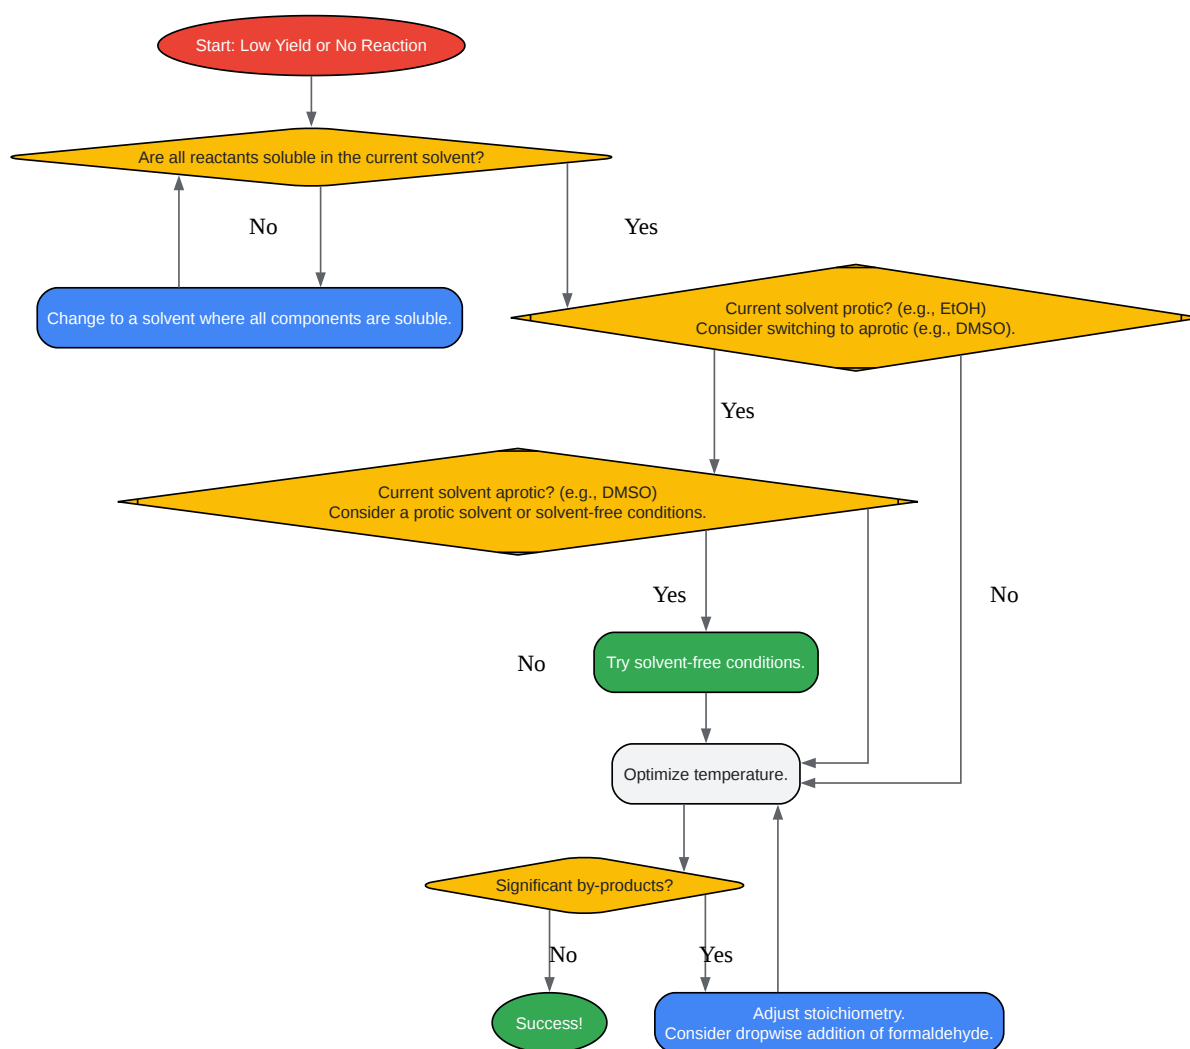 Start: Low Yield or No Reaction
Are all reactants soluble in the current solvent?
No
Yes
Change to a solvent where all components are soluble.
Current solvent protic? (e.g., EtOH)
Consider switching to aprotic (e.g., DMSO).
Yes
Current solvent aprotic? (e.g., DMSO)
Consider a protic solvent or solvent-free conditions.
Yes
No
No
Try solvent-free conditions.
Optimize temperature.
Significant by-products?
No
Yes
Success!
Adjust stoichiometry.
Consider dropwise addition of formaldehyde.